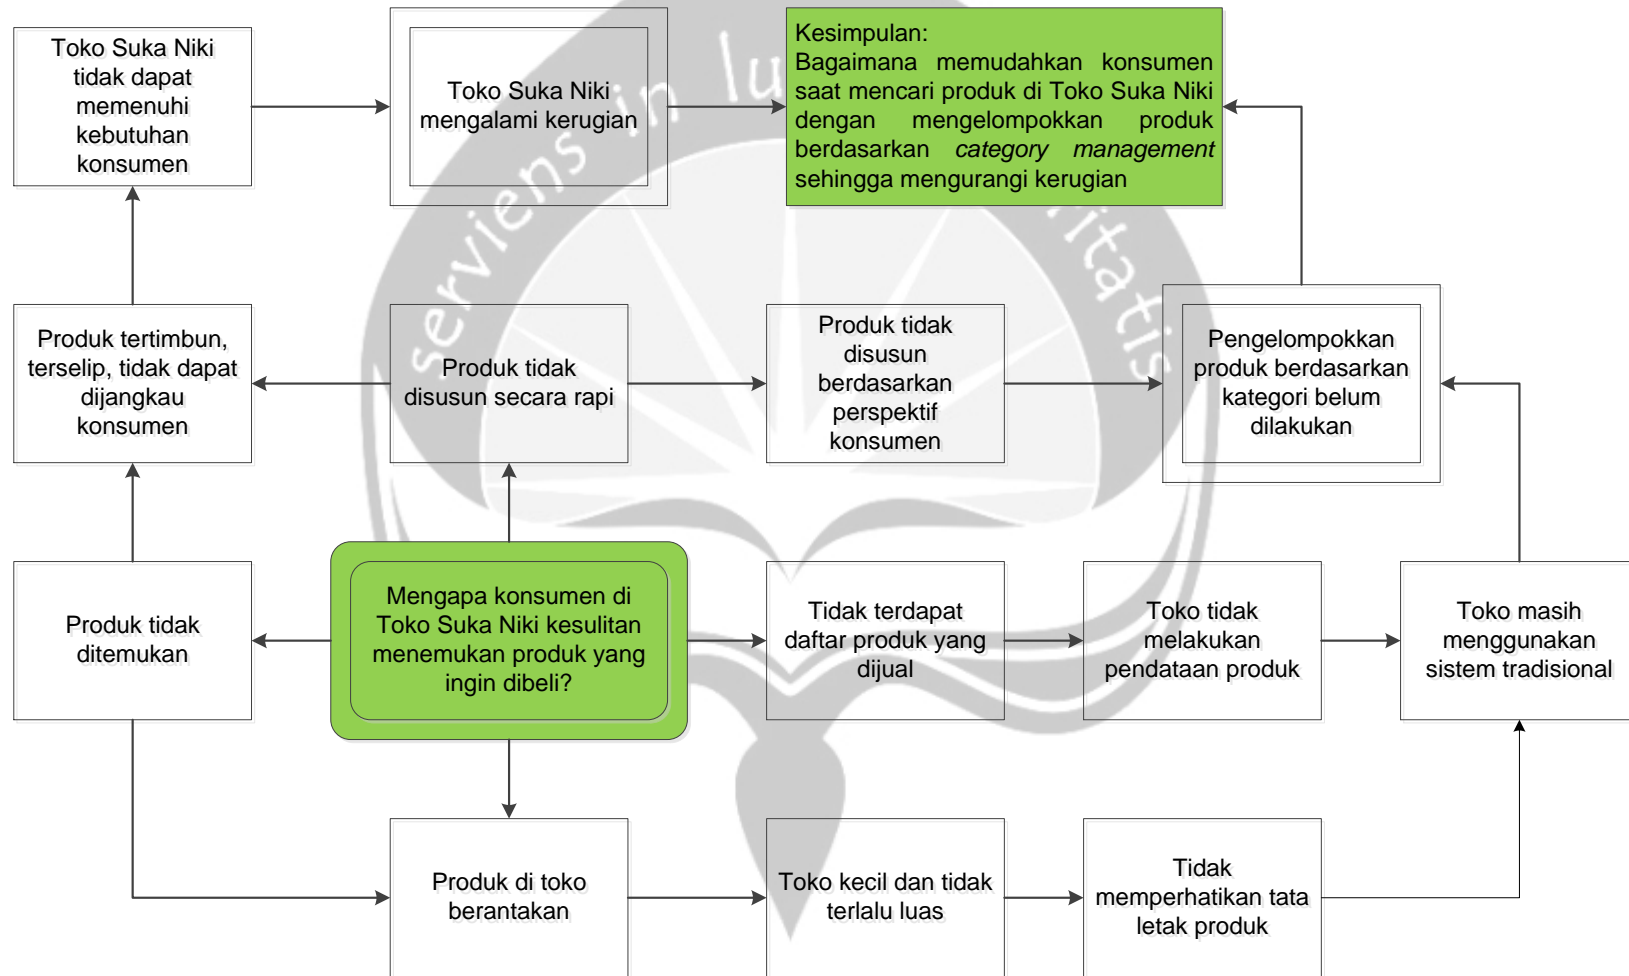 Toko Suka Niki
tidak dapat
memenuhi
kebutuhan
konsumen
Toko Suka Niki
mengalami kerugian
Kesimpulan:
Bagaimana memudahkan konsumen
saat mencari produk di Toko Suka Niki
dengan mengelompokkan produk
berdasarkan category management
sehingga mengurangi kerugian
Produk tertimbun,
terselip, tidak dapat
dijangkau
konsumen
Produk tidak
disusun secara rapi
Produk tidak
disusun
berdasarkan
perspektif
konsumen
Pengelompokkan
produk berdasarkan
kategori belum
dilakukan
Produk tidak
ditemukan
Mengapa konsumen di
Toko Suka Niki kesulitan
menemukan produk yang
ingin dibeli?
Tidak terdapat
daftar produk yang
dijual
Toko tidak
melakukan
pendataan produk
Toko masih
menggunakan
sistem tradisional
Produk di toko
berantakan
Toko kecil dan tidak
terlalu luas
Tidak
memperhatikan tata
letak produk
serviens in lu
ritatis